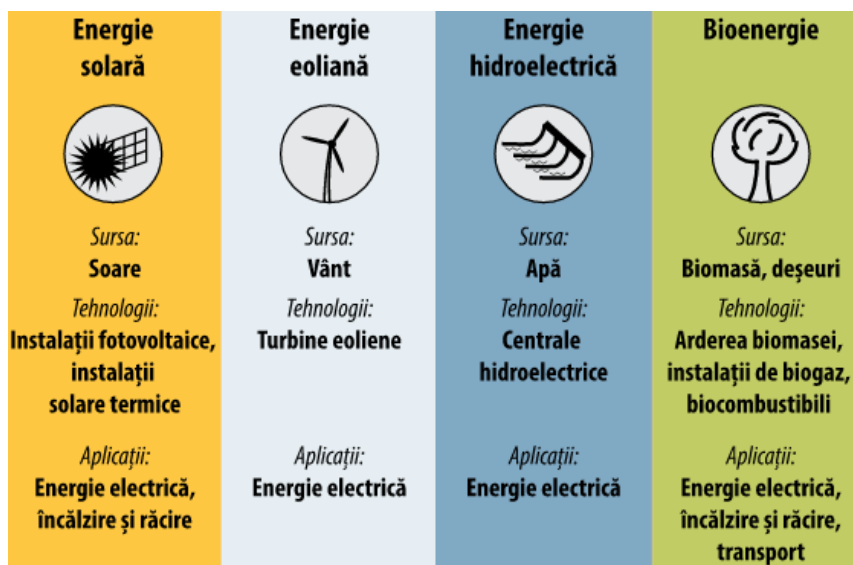 Energie
solară
Sursa:
Soare
Tehnologii:
Instalații fotovoltaice,
instalații
solare termice
Aplicații:
Energie electrică,
încălzire și răcire
Energie
eoliană
Sursa:
Vânt
Tehnologii:
Turbine eoliene
Aplicații:
Energie electrică
Energie
hidroelectrică
Sursa:
Apă
Tehnologii:
Centrale
hidroelectrice
Aplicații:
Energie electrică
Bioenergie
Sursa:
Biomasă, deșeuri
Tehnologii:
Arderea biomasei,
instalații de biogaz,
biocombustibili
Aplicații:
Energie electrică,
încălzire și răcire,
transport